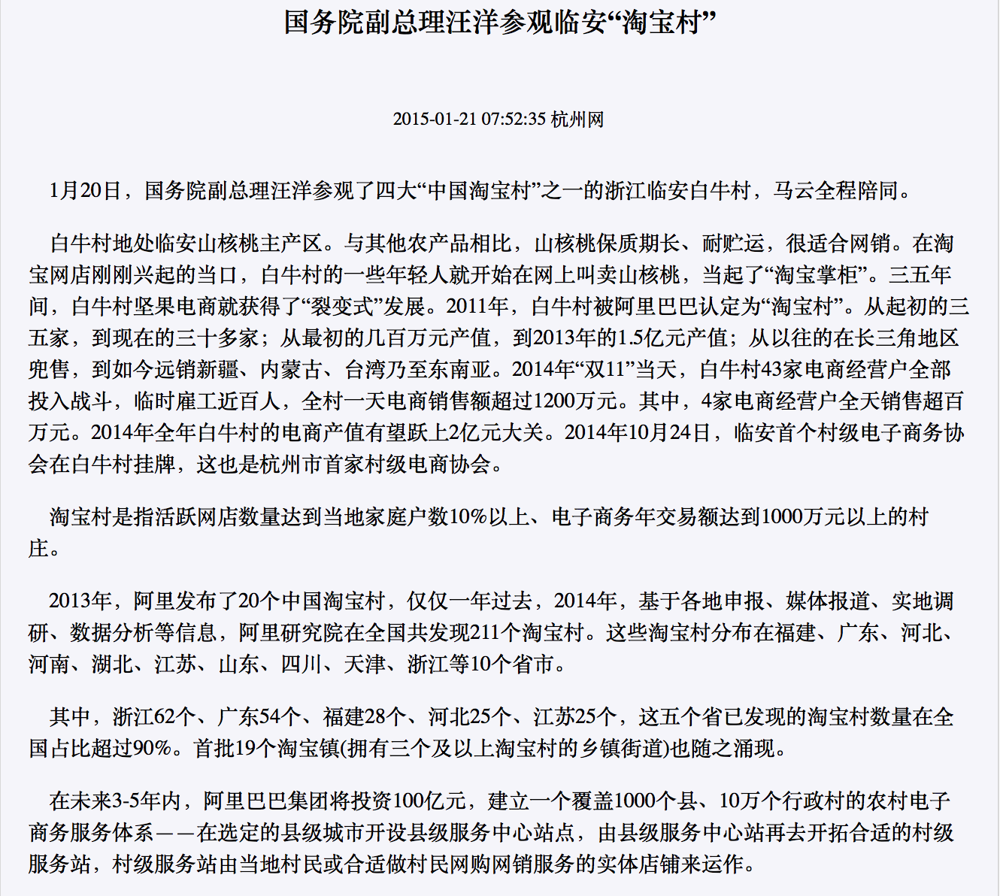 国务院副总理汪洋参观临安“淘宝村”
2015-01-21 07:52:35 杭州网
1月20日，国务院副总理汪洋参观了四大“中国淘宝村”之一的浙江临安白牛村，马云全程陪同。
白牛村地处临安山核桃主产区。与其他农产品相比，山核桃保质期长、耐贮运，很适合网销。在淘
宝网店刚刚兴起的当口，白牛村的一些年轻人就开始在网上叫卖山核桃，当起了“淘宝掌柜”。三五年
间，白牛村坚果电商就获得了“裂变式”发展。2011年，白牛村被阿里巴巴认定为“淘宝村”。从起初的三
五家，到现在的三十多家；从最初的几百万元产值，到2013年的1.5亿元产值；从以往的在长三角地区
兜售，到如今远销新疆、内蒙古、台湾乃至东南亚。2014年“双11”当天，白牛村43家电商经营户全部
投入战斗，临时雇工近百人，全村一天电商销售额超过1200万元。其中，4家电商经营户全天销售超百
万元。2014年全年白牛村的电商产值有望跃上2亿元大关。2014年10月24日，临安首个村级电子商务协
会在白牛村挂牌，这也是杭州市首家村级电商协会。
淘宝村是指活跃网店数量达到当地家庭户数10%以上、电子商务年交易额达到1000万元以上的村
庄。
2013年，阿里发布了20个中国淘宝村，仅仅一年过去，2014年，基于各地申报、媒体报道、实地调
研、数据分析等信息，阿里研究院在全国共发现211个淘宝村。这些淘宝村分布在福建、广东、河北、
河南、湖北、江苏、山东、四川、天津、浙江等10个省市。
其中，浙江62个、广东54个、福建28个、河北25个、江苏25个，这五个省已发现的淘宝村数量在全
国占比超过90%。首批19个淘宝镇(拥有三个及以上淘宝村的乡镇街道)也随之涌现。
在未来3-5年内，阿里巴巴集团将投资100亿元，建立一个覆盖1000个县、10万个行政村的农村电子
商务服务体系——在选定的县级城市开设县级服务中心站点，由县级服务中心站再去开拓合适的村级
服务站，村级服务站由当地村民或合适做村民网购网销服务的实体店铺来运作。